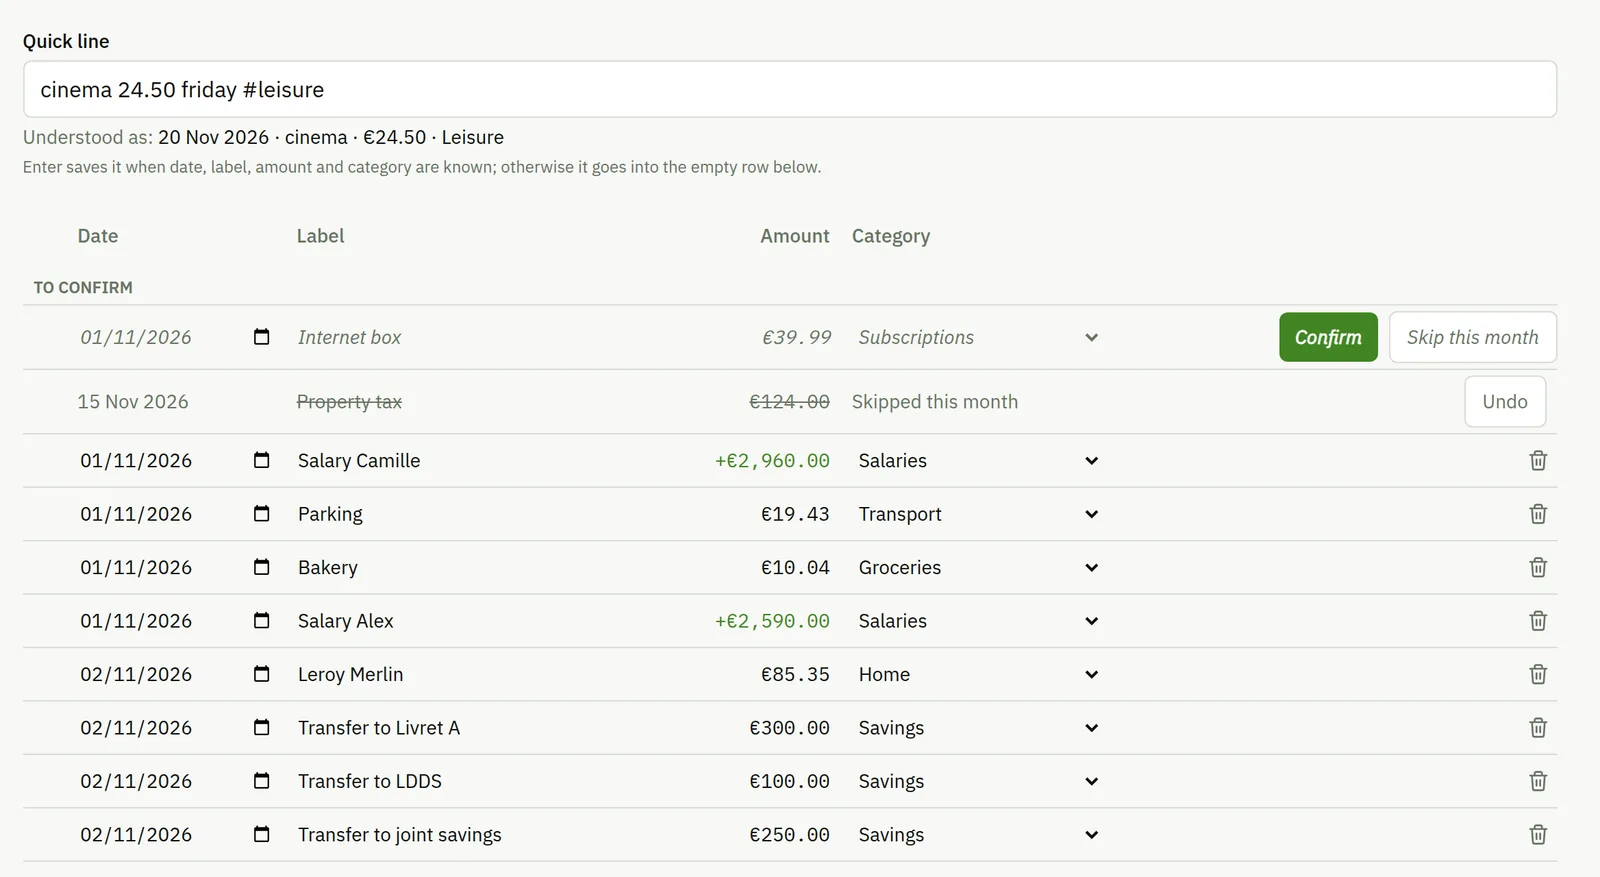 Quick line
cinema 24.50 friday #leisure
Understood as: 20 Nov 2026 · cinema · €24.50 · Leisure
Enter saves it when date, label, amount and category are known; otherwise it goes into the empty row below.
Date Label Amount Category
TO CONFIRM
01/11/2026 Internet box €39.99 Subscriptions Confirm Skip this month
15 Nov 2026 Property tax €124.00 Skipped this month Undo
01/11/2026 Salary Camille +€2,960.00 Salaries
01/11/2026 Parking €19.43 Transport
01/11/2026 Bakery €10.04 Groceries
01/11/2026 Salary Alex +€2,590.00 Salaries
02/11/2026 Leroy Merlin €85.35 Home
02/11/2026 Transfer to Livret A €300.00 Savings
02/11/2026 Transfer to LDDS €100.00 Savings
02/11/2026 Transfer to joint savings €250.00 Savings